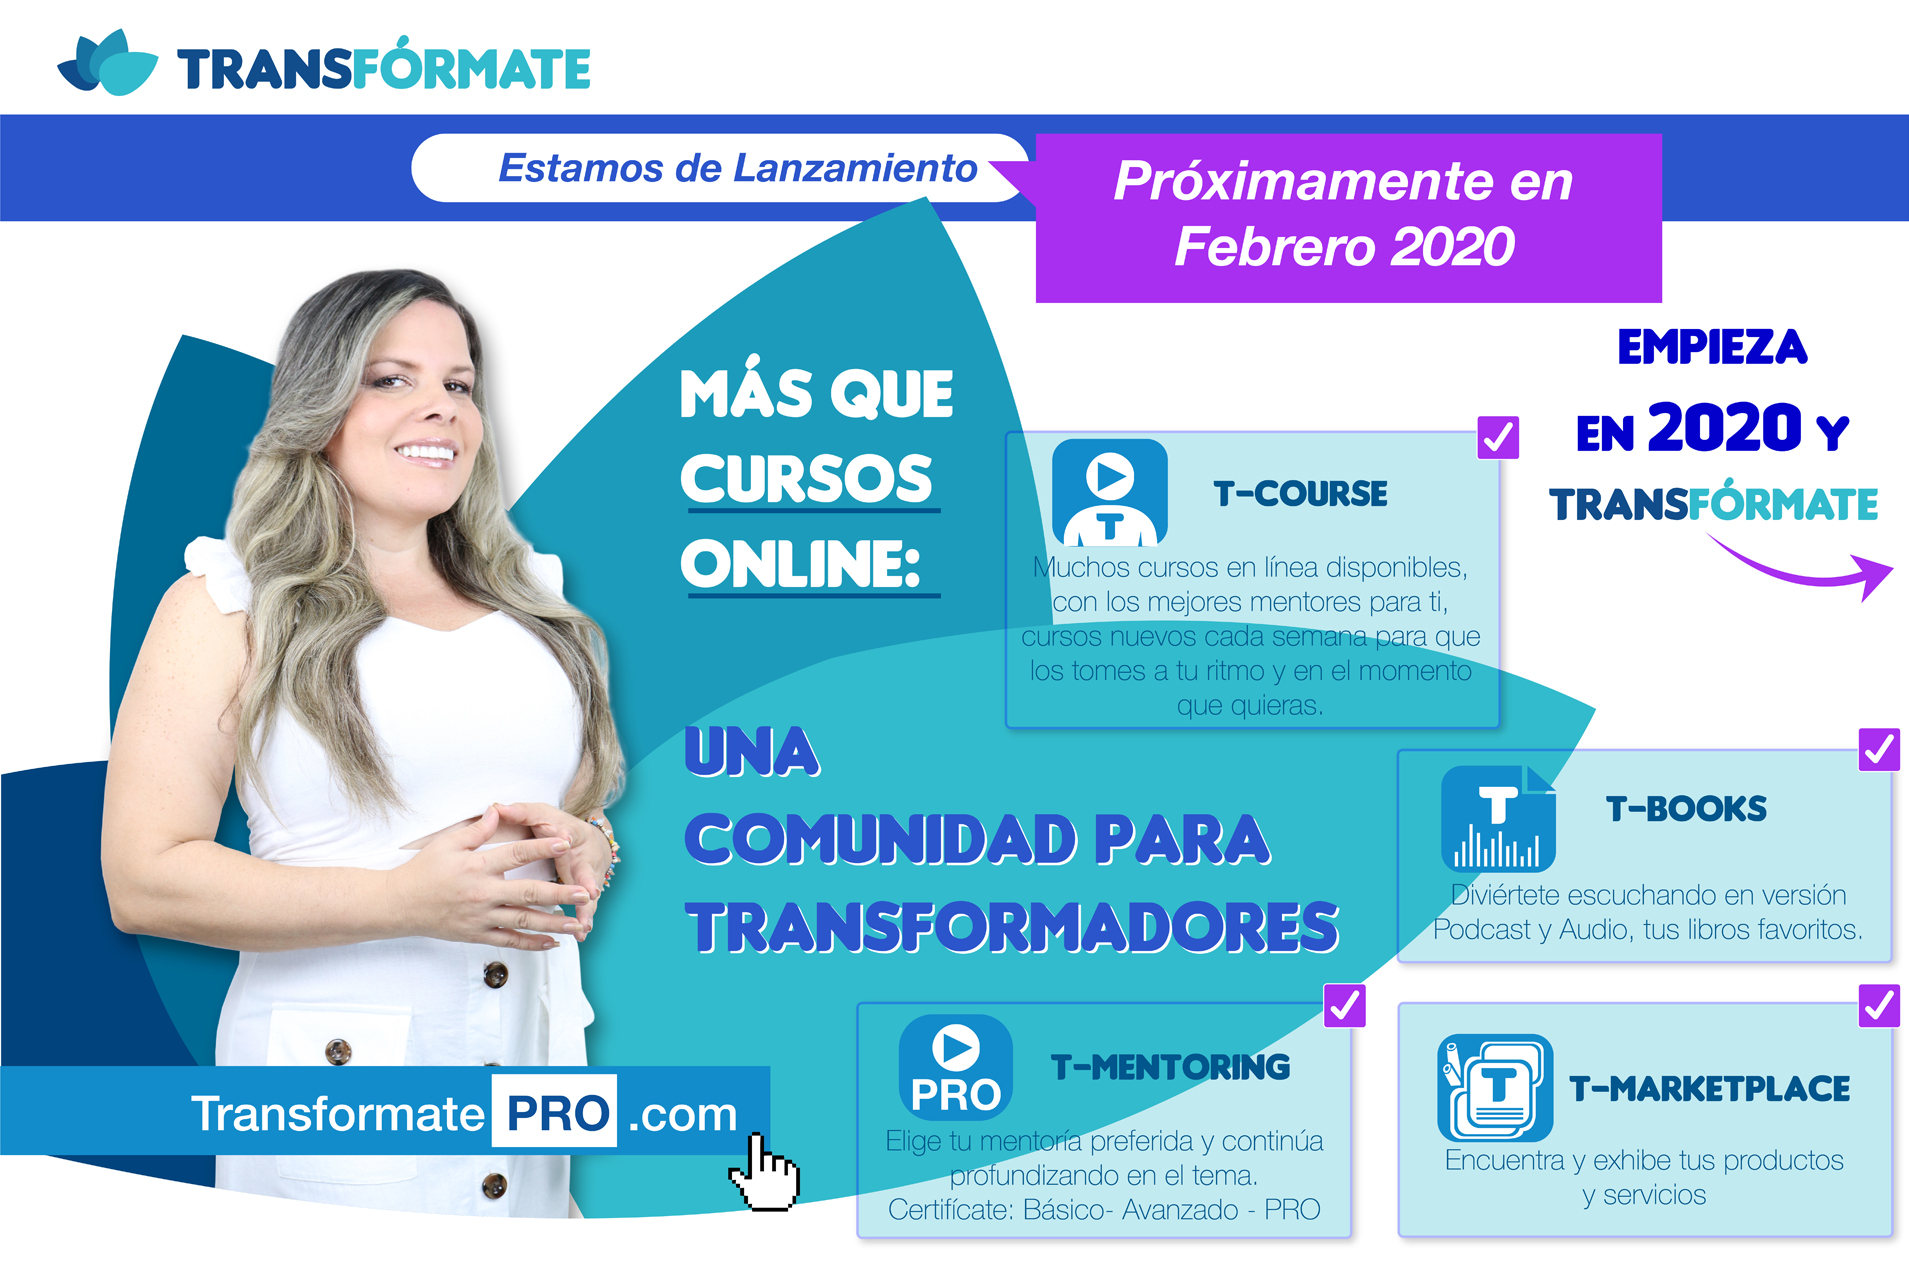 TRANSFÓRMATE
Estamos de Lanzamiento
Próximamente en
Febrero 2020
EMPIEZA
EN 2020 Y
TRANSFÓRMATE
MÁS QUE
CURSOS
ONLINE:
T-COURSE
Muchos cursos en línea disponibles,
con los mejores mentores para ti,
cursos nuevos cada semana para que
los tomes a tu ritmo y en el momento
que quieras.
UNA
COMUNIDAD PARA
TRANSFORMADORES
T
T
T-BOOKS
Diviértete escuchando en versión
Podcast y Audio, tus libros favoritos.
PRO
T-MENTORING
Elige tu mentoría preferida y continúa
profundizando en el tema.
Certifícate: Básico- Avanzado - PRO
T
T-MARKETPLACE
Encuentra y exhibe tus productos
y servicios
Transformate PRO .com